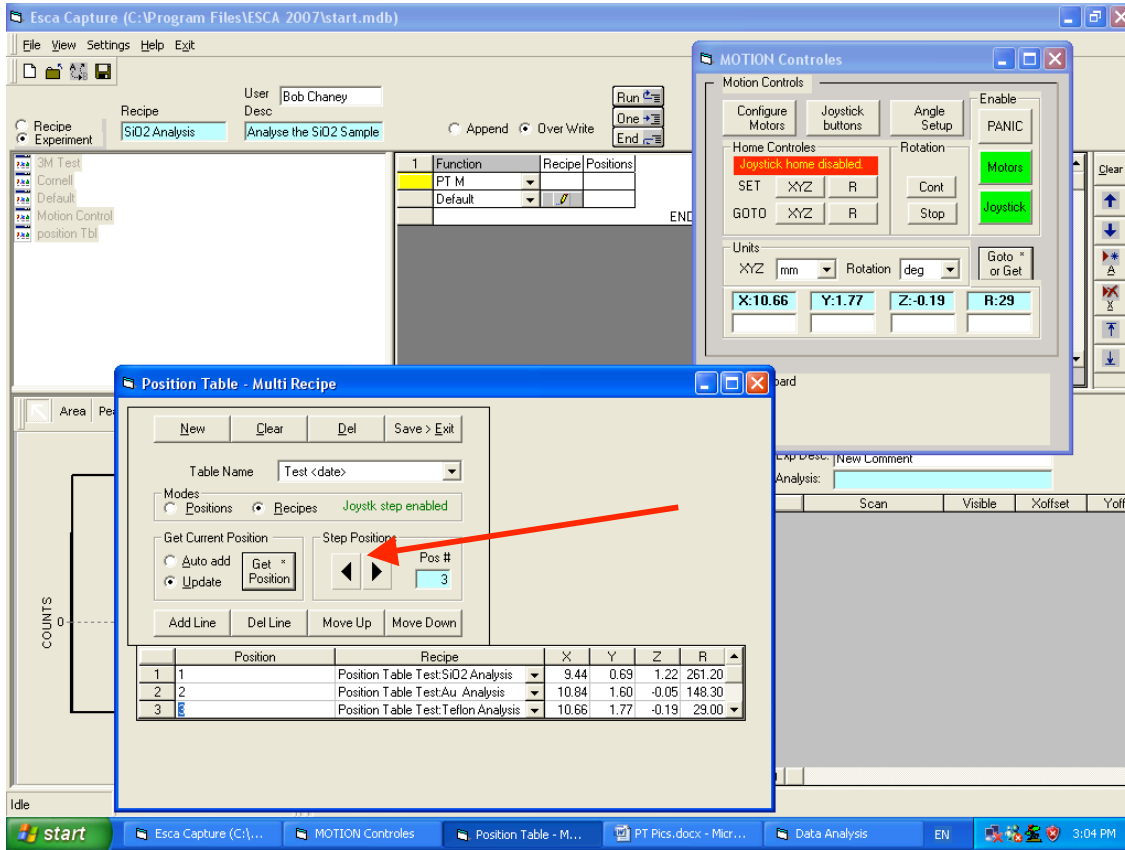 Esca Capture (C:\Program Files\ESCA 2007\start.mdb)
File View Settings Help Exit
Recipe
Experiment
Recipe
SiO2 Analysis
User Bob Chaney
Desc
Analyse the SiO2 Sample
Append Over Write
Run
One
End
3M Test
Cornell
Default
Motion Control
position Tbl
1 Function Recipe Positions
PT M
Default
END
Clear
A
X
MOTION Controles
Motion Controls
Configure Motors
Joystick buttons
Angle Setup
Enable
PANIC
Motors
Joystick
Home Controles
Joystick home disabled.
SET XYZ R
GOTO XYZ R
Rotation
Cont
Stop
Units
XYZ mm Rotation deg
Goto * or Get
X:10.66 Y:1.77 Z:-0.19 R:29
Exp Desc: New Comment
Analysis:
Scan Visible Xoffset Yoff
Area
COUNTS
0
Position Table - Multi Recipe
New Clear Del Save > Exit
Table Name Test <date>
Modes
Positions Recipes Joystk step enabled
Get Current Position
Auto add
Update
Get * Position
Step Positions
Pos #
3
Add Line Del Line Move Up Move Down
Position Recipe X Y Z R
1 1 Position Table Test:SiO2 Analysis 9.44 0.69 1.22 261.20
2 2 Position Table Test:Au Analysis 10.84 1.60 -0.05 148.30
3 3 Position Table Test:Teflon Analysis 10.66 1.77 -0.19 29.00
Idle
start Esca Capture (C:\... MOTION Controles Position Table - M... PT Pics.docx - Micr... Data Analysis EN 3:04 PM